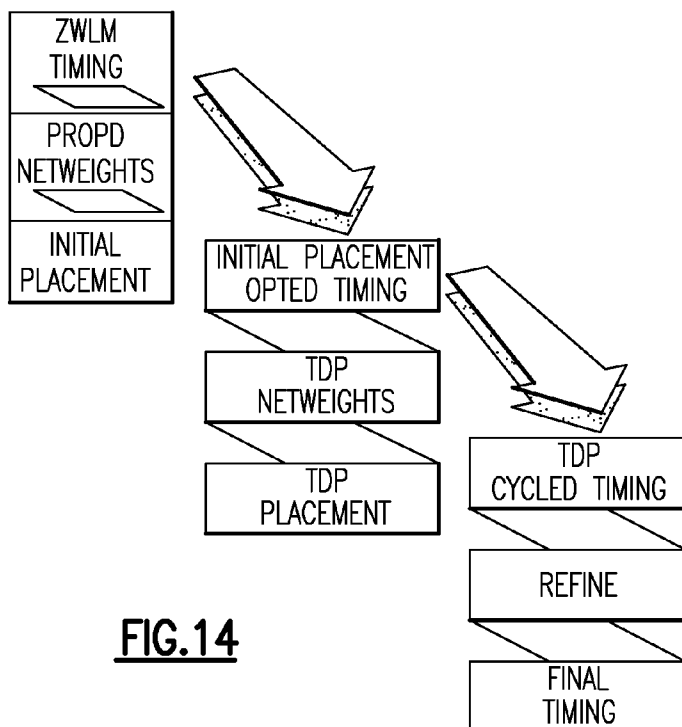 ZWLM
TIMING
PROPD
NETWEIGHTS
INITIAL
PLACEMENT
INITIAL PLACEMENT
OPTED TIMING
TDP
NETWEIGHTS
TDP
PLACEMENT
TDP
CYCLED TIMING
REFINE
FINAL
TIMING
FIG.14